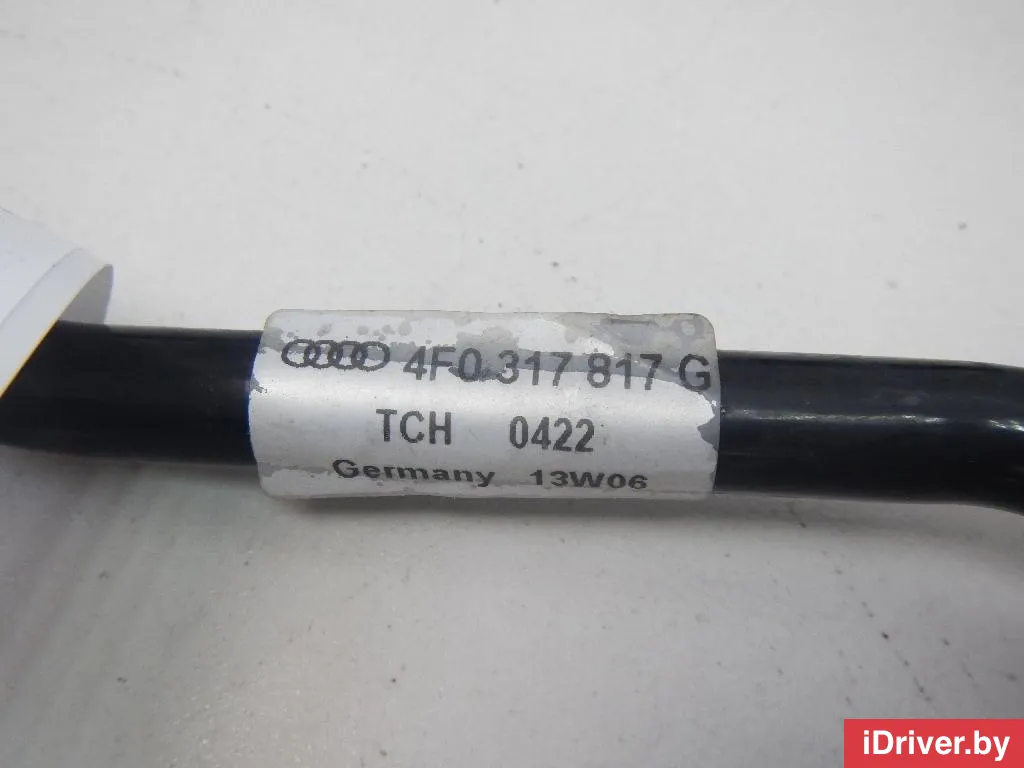 4F0 317 817 G
TCH 0422
Germany 13W06
iDriver.by